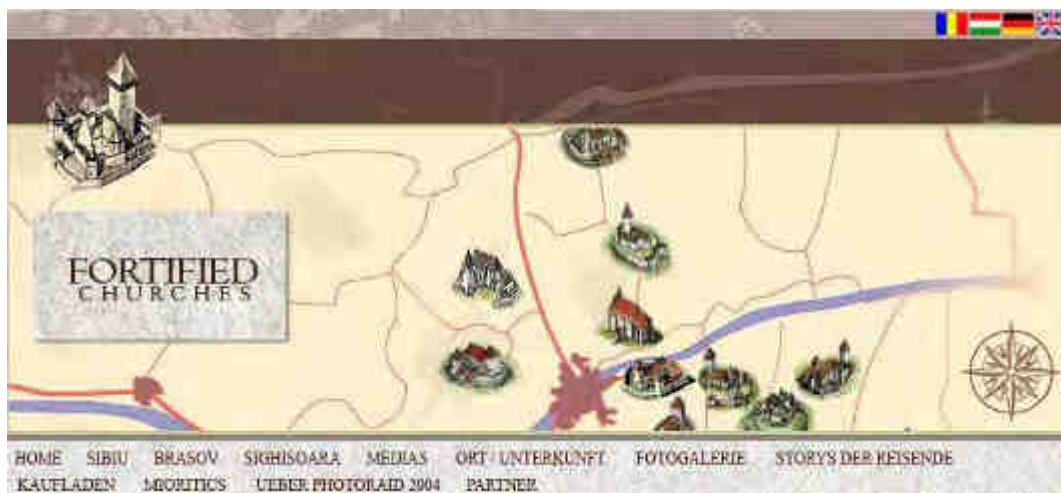 FORTIFIED
CHURCHES
HOME SIBIU BRASOV SIGHISOARA MEDIAS ORT / UNTERKUNFT FOTOGALERIE STORYS DER REISENDE
KAUFLADEN MIORITICS UEBER PHOTORAID 2004 PARTNER